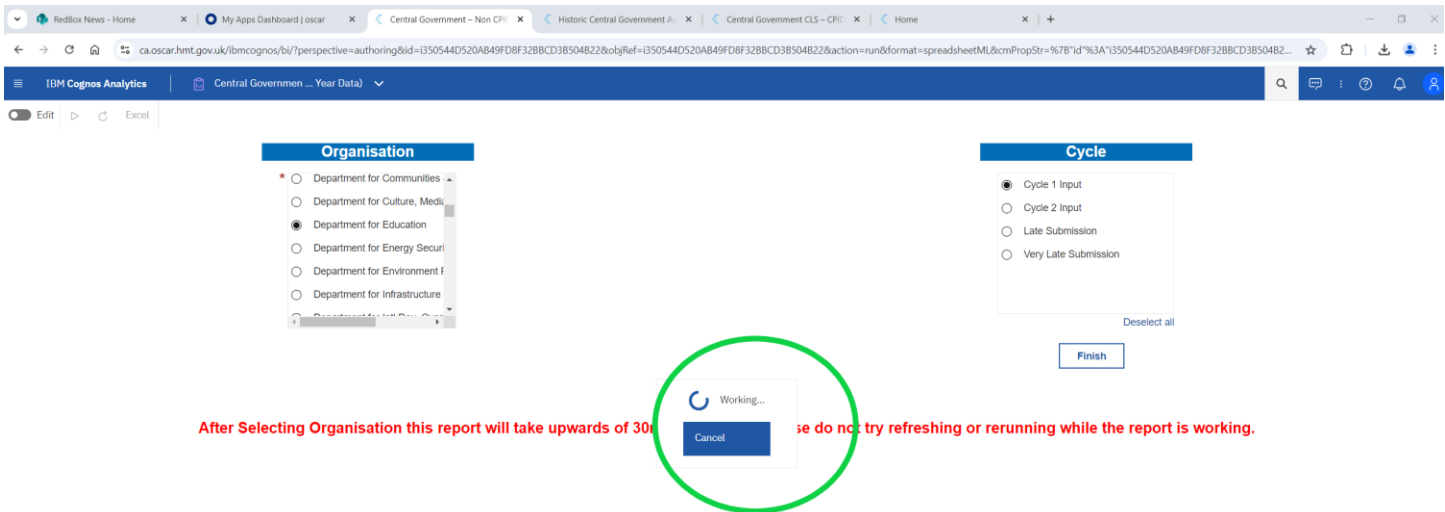 RedBox News - Home
My Apps Dashboard | oscar
Central Government – Non CPI
Historic Central Government A
Central Government CLS – CPI
Home
ca.oscar.hmt.gov.uk/ibmcognos/bi/?perspective=authoring&id=i350544D520AB49FD8F32BBCD3B504B22&objRef=i350544D520AB49FD8F32BBCD3B504B22&action=run&format=spreadsheetML&cmPropStr=%7B"id"%3A"i350544D520AB49FD8F32BBCD3B504B2...
IBM Cognos Analytics
Central Governmen ... Year Data)
Edit
Excel
Organisation
* Department for Communities
Department for Culture, Media
Department for Education
Department for Energy Securi
Department for Environment F
Department for Infrastructure
Cycle
Cycle 1 Input
Cycle 2 Input
Late Submission
Very Late Submission
Deselect all
Finish
Working...
Cancel
After Selecting Organisation this report will take upwards of 30 se do not try refreshing or rerunning while the report is working.